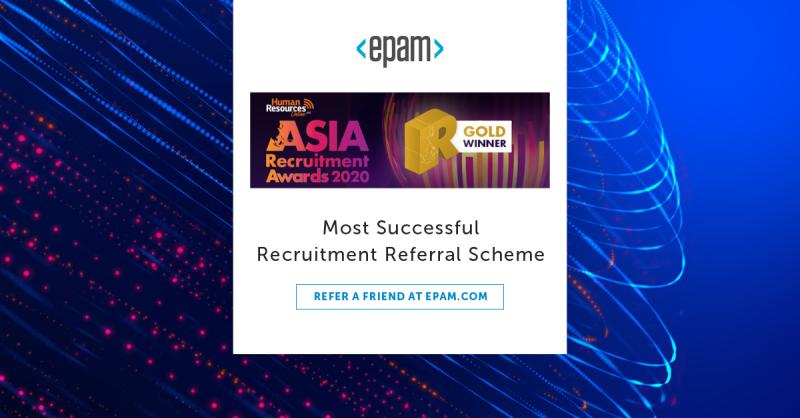 <epam>
Human
Resources
Online
ASIA
Recruitment
Awards 2020
R
GOLD
WINNER
Most Successful
Recruitment Referral Scheme
REFER A FRIEND AT EPAM.COM